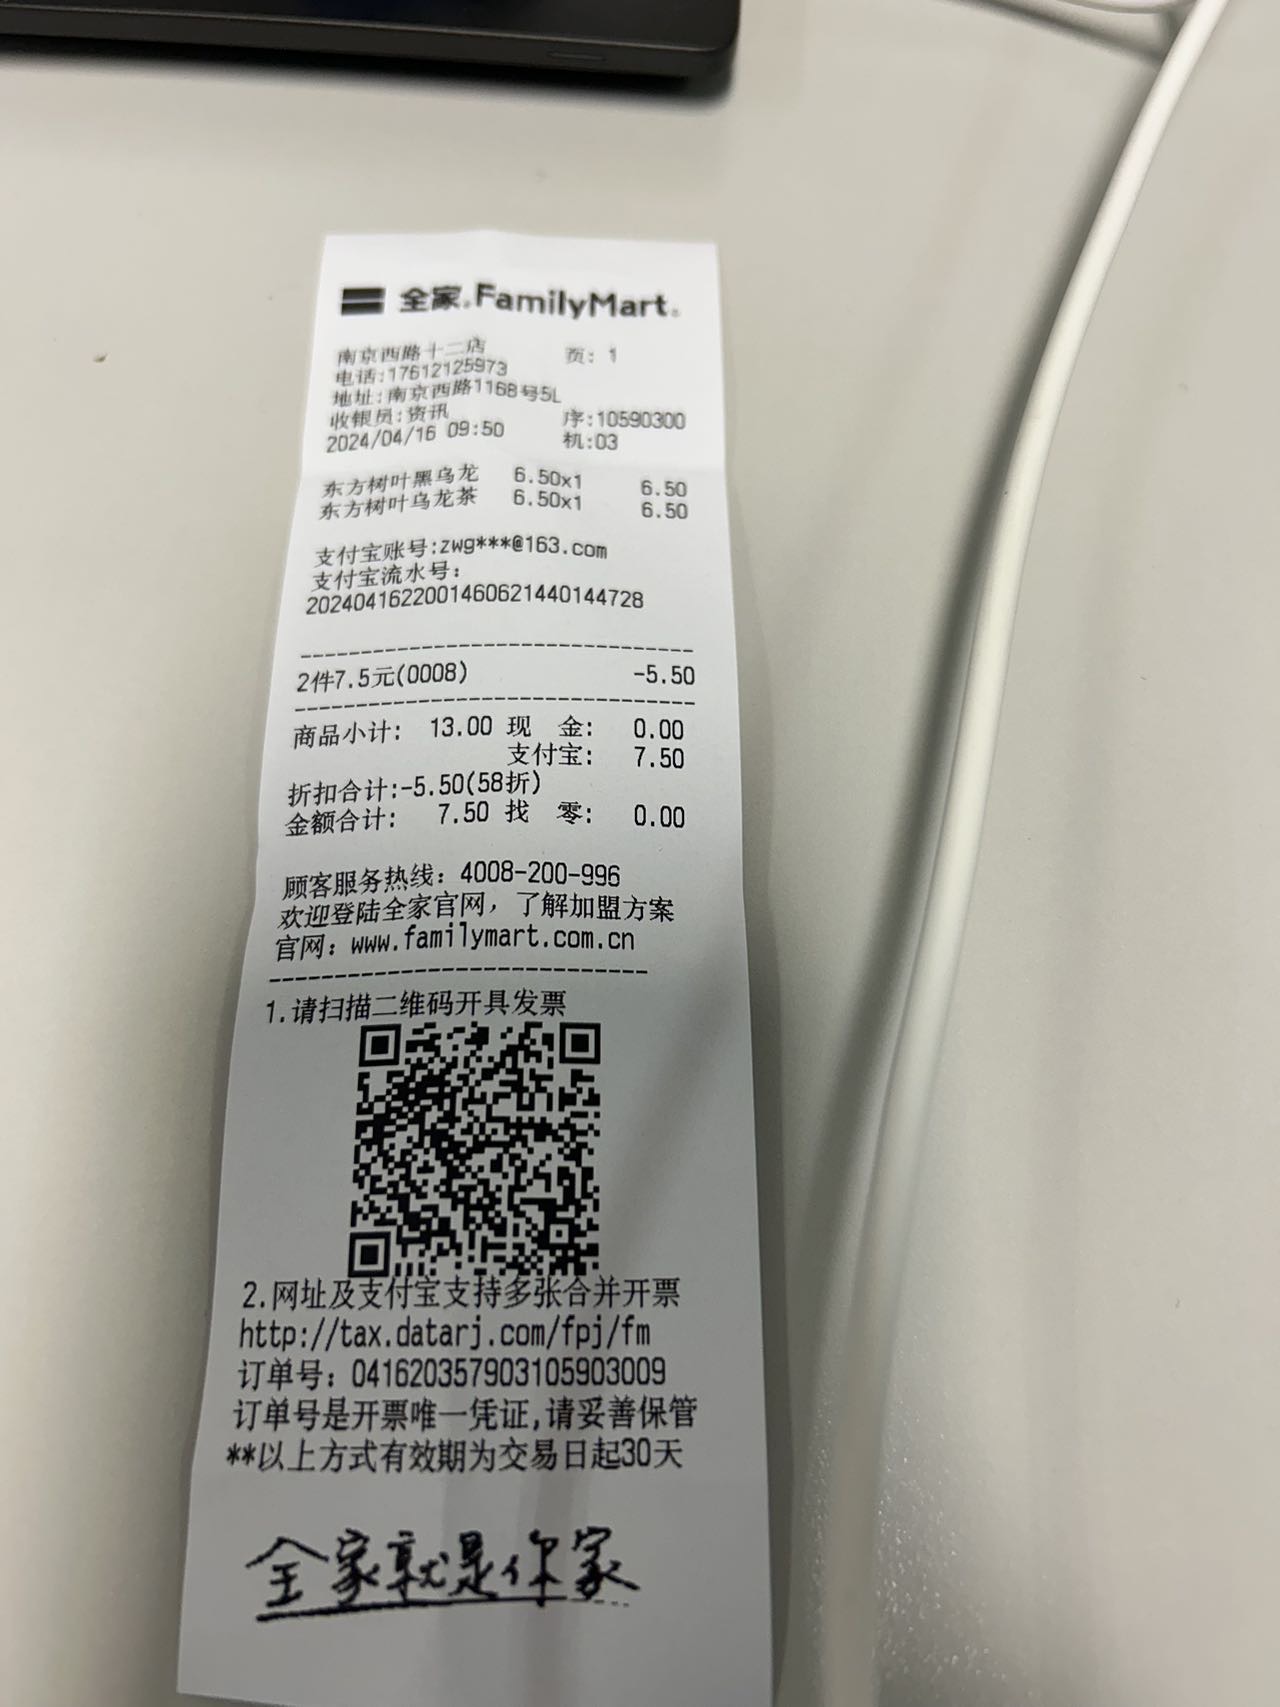 全家 FamilyMart
南京西路十二店 页: 1
电话:17612125973
地址:南京西路1168号5L
收银员:资讯 序:10590300
2024/04/16 09:50 机:03
东方树叶黑乌龙 6.50x1 6.50
东方树叶乌龙茶 6.50x1 6.50
支付宝账号:zwg***@163.com
支付宝流水号:
2024041622001460621440144728
2件7.5元(0008) -5.50
商品小计: 13.00 现 金: 0.00
支付宝: 7.50
折扣合计:-5.50(58折)
金额合计: 7.50 找 零: 0.00
顾客服务热线: 4008-200-996
欢迎登陆全家官网，了解加盟方案
官网: www.familymart.com.cn
1.请扫描二维码开具发票
2.网址及支付宝支持多张合并开票
http://tax.datarj.com/fpj/fm
订单号: 041620357903105903009
订单号是开票唯一凭证,请妥善保管
**以上方式有效期为交易日起30天
全家就是你家